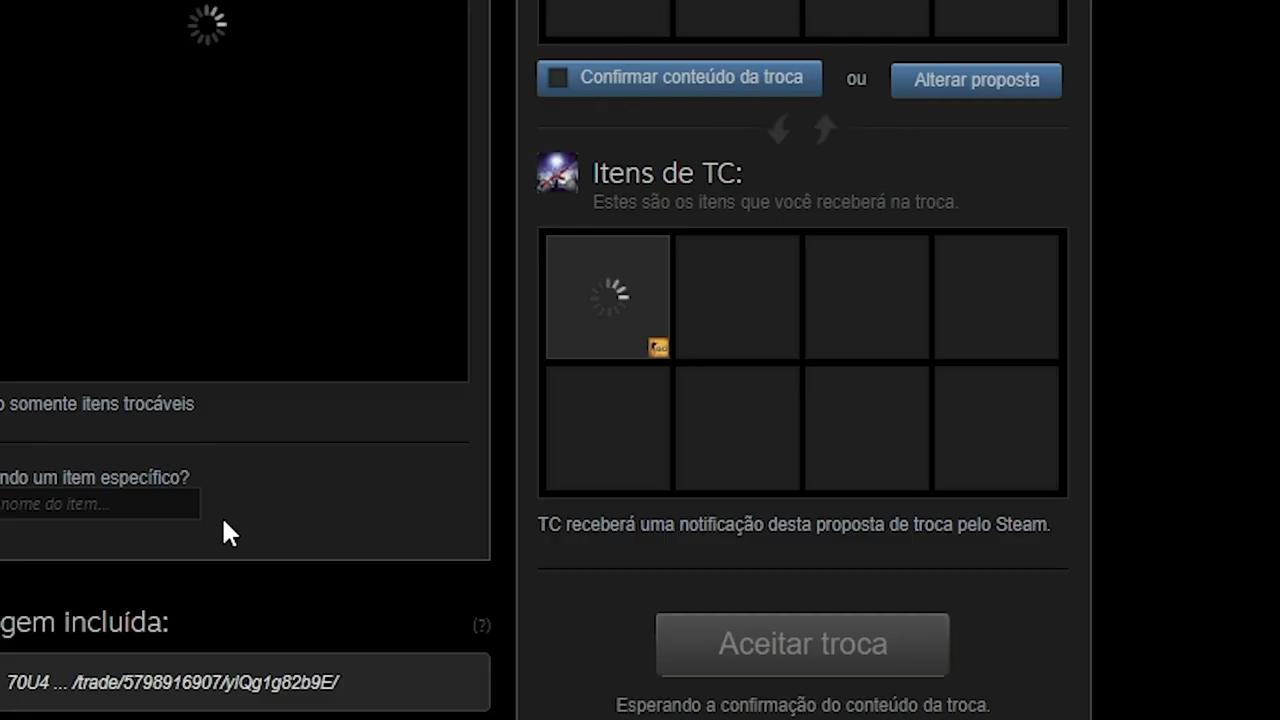 Confirmar conteúdo da troca ou Alterar proposta
Itens de TC:
Estes são os itens que você receberá na troca.
o somente itens trocáveis
ndo um item específico?
nome do item...
TC receberá uma notificação desta proposta de troca pelo Steam.
gem incluída: (?)
70U4 ... /trade/5798916907/ylQg1g82b9E/
Aceitar troca
Esperando a confirmação do conteúdo da troca.